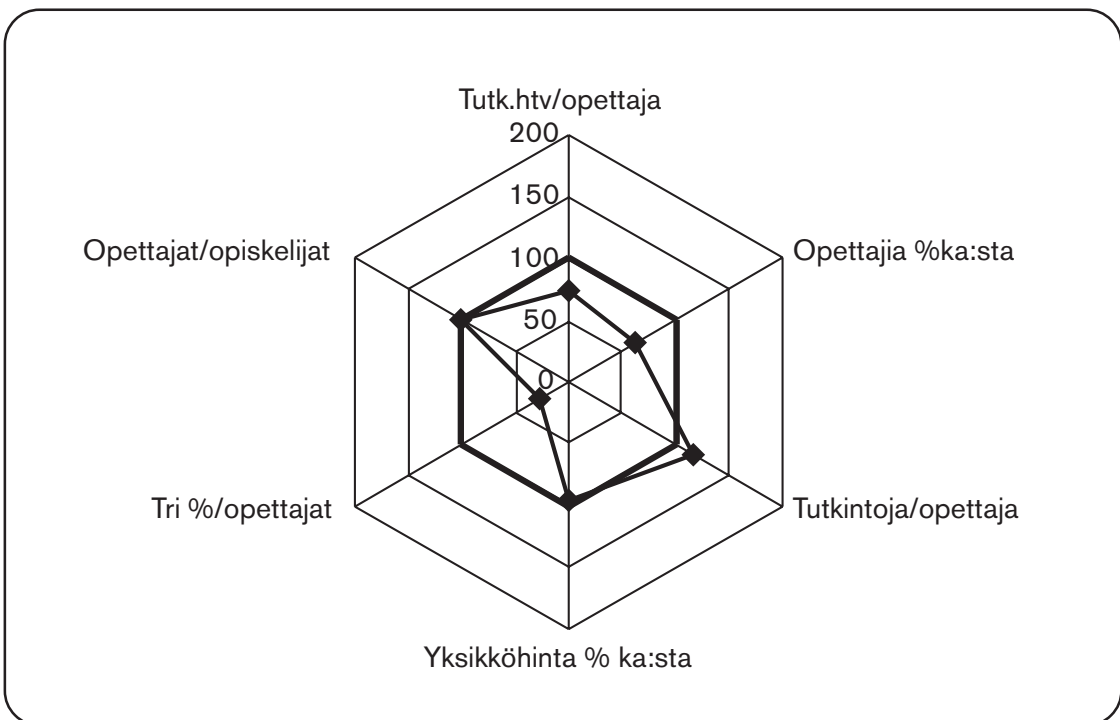 Tutk.htv/opettaja
200
150
100
50
0
Opettajat/opiskelijat
Opettajia %ka:sta
Tri %/opettajat
Tutkintoja/opettaja
Yksikköhinta % ka:sta